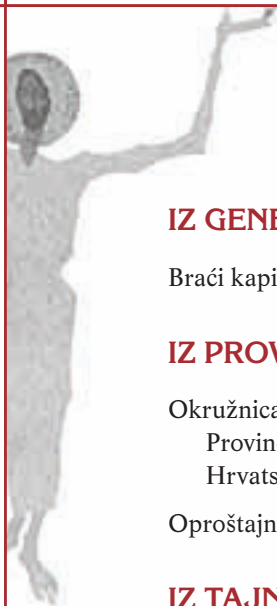 IZ GENE
Braći kapi
IZ PROV
Okružnica
Provin
Hrvats
Oproštajn
IZ TAJN